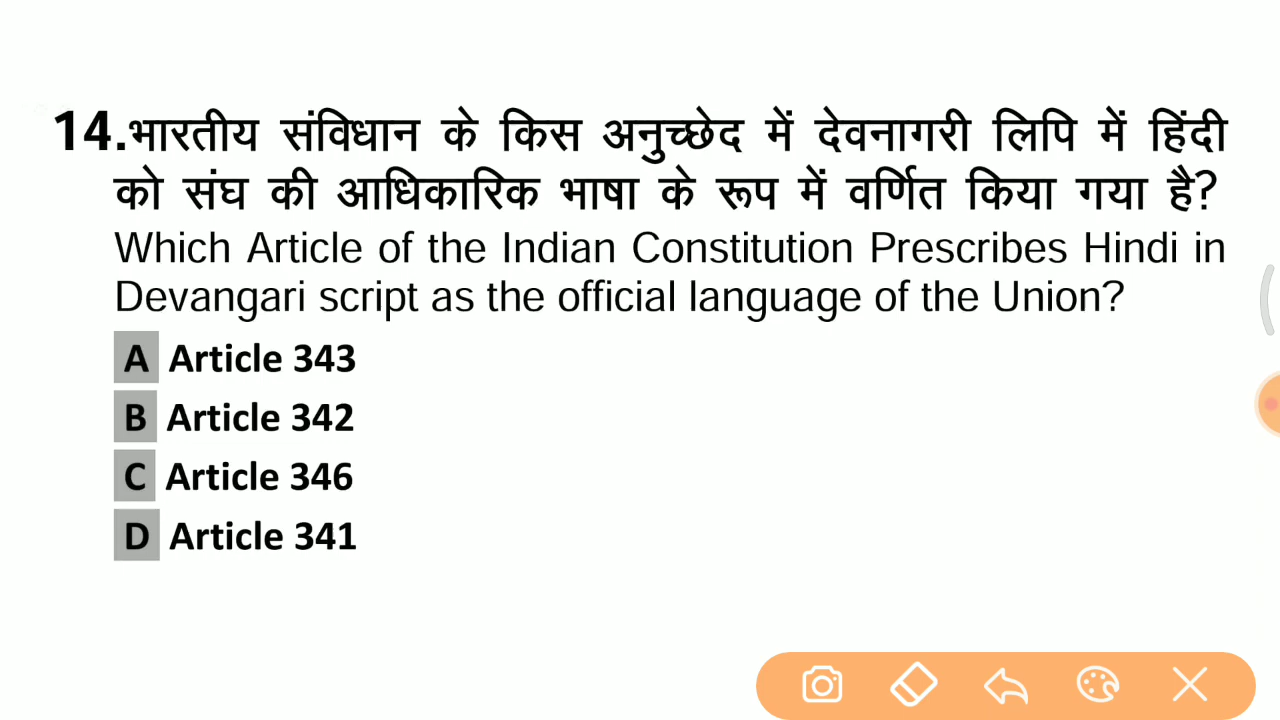 14.भारतीय संविधान के किस अनुच्छेद में देवनागरी लिपि में हिंदी
को संघ की आधिकारिक भाषा के रूप में वर्णित किया गया है?
Which Article of the Indian Constitution Prescribes Hindi in
Devangari script as the official language of the Union?
A Article 343
B Article 342
C Article 346
D Article 341